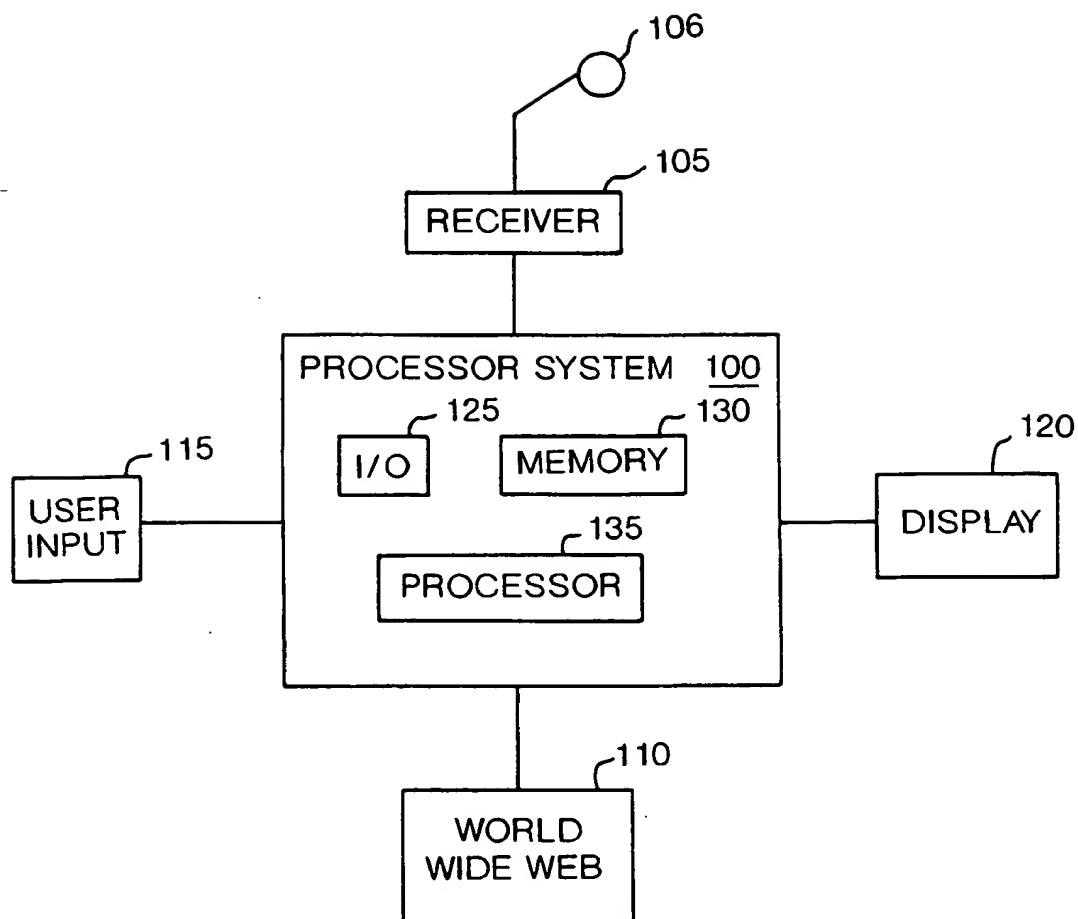 106
105
RECEIVER
PROCESSOR SYSTEM 100
125
130
I/O
MEMORY
115
USER
INPUT
120
DISPLAY
135
PROCESSOR
110
WORLD
WIDE WEB